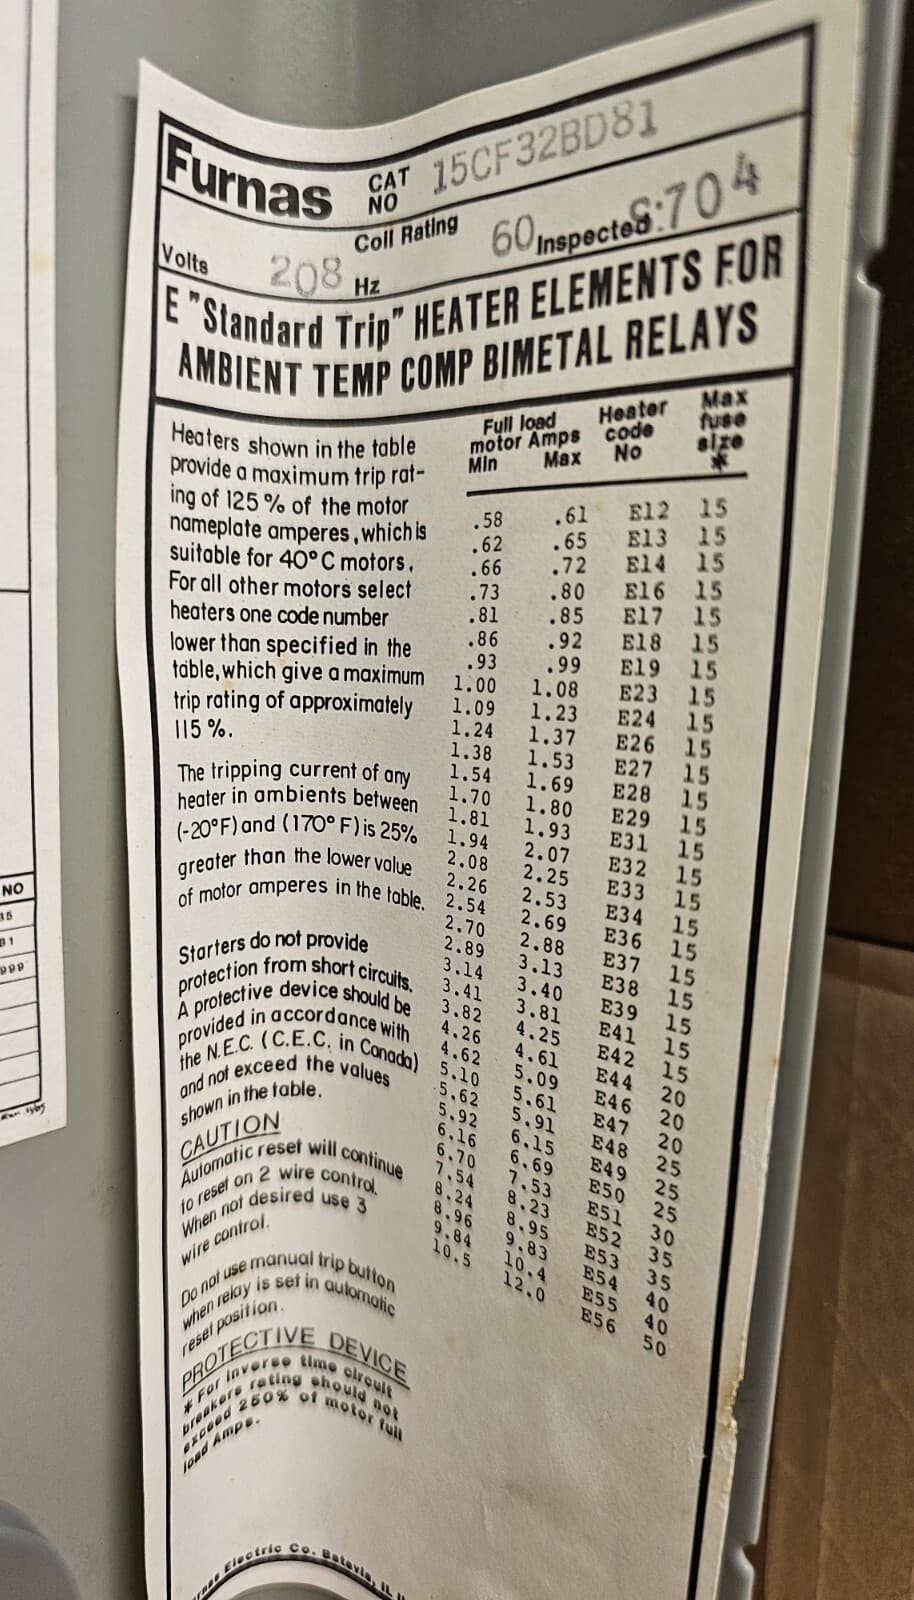 Furnas CAT NO 15CF32BD81
Volts 208 Coil Rating Hz 60 Inspected
E "Standard Trip" HEATER ELEMENTS FOR
AMBIENT TEMP COMP BIMETAL RELAYS
Heaters shown in the table
provide a maximum trip rat-
ing of 125% of the motor
nameplate amperes, which is
suitable for 40°C motors.
For all other motors select
heaters one code number
lower than specified in the
table, which give a maximum
trip rating of approximately
115%.
The tripping current of any
heater in ambients between
(-20°F) and (170°F) is 25%
greater than the lower value
of motor amperes in the table.
Starters do not provide
protection from short circuits.
A protective device should be
provided in accordance with
the N.E.C. (C.E.C. in Canada)
and not exceed the values
shown in the table.
CAUTION
Automatic reset will continue
to reset on 2 wire control.
When not desired use 3
wire control.
Do not use manual trip button
when relay is set in automatic
reset position.
PROTECTIVE DEVICE
* For inverse time circuit
breakers rating should not
exceed 250% of motor full
load Amps.
Full load Heater Max
motor Amps code fuse
Min Max No size
*
.58 .61 E12 15
.62 .65 E13 15
.66 .72 E14 15
.73 .80 E16 15
.81 .85 E17 15
.86 .92 E18 15
.93 .99 E19 15
1.00 1.08 E23 15
1.09 1.23 E24 15
1.24 1.37 E26 15
1.38 1.53 E27 15
1.54 1.69 E28 15
1.70 1.80 E29 15
1.81 1.93 E31 15
1.94 2.07 E32 15
2.08 2.25 E33 15
2.26 2.53 E34 15
2.54 2.69 E36 15
2.70 2.88 E37 15
2.89 3.13 E38 15
3.14 3.40 E39 15
3.41 3.81 E41 15
3.82 4.25 E42 15
4.26 4.61 E44 20
4.62 5.09 E46 20
5.10 5.61 E47 20
5.62 5.91 E48 25
5.92 6.15 E49 25
6.16 6.69 E50 25
6.70 7.53 E51 30
7.54 8.23 E52 35
8.24 8.95 E53 35
8.96 9.83 E54 40
9.84 10.4 E55 40
10.5 12.0 E56 50
Electric Co. Batavia, IL
NO